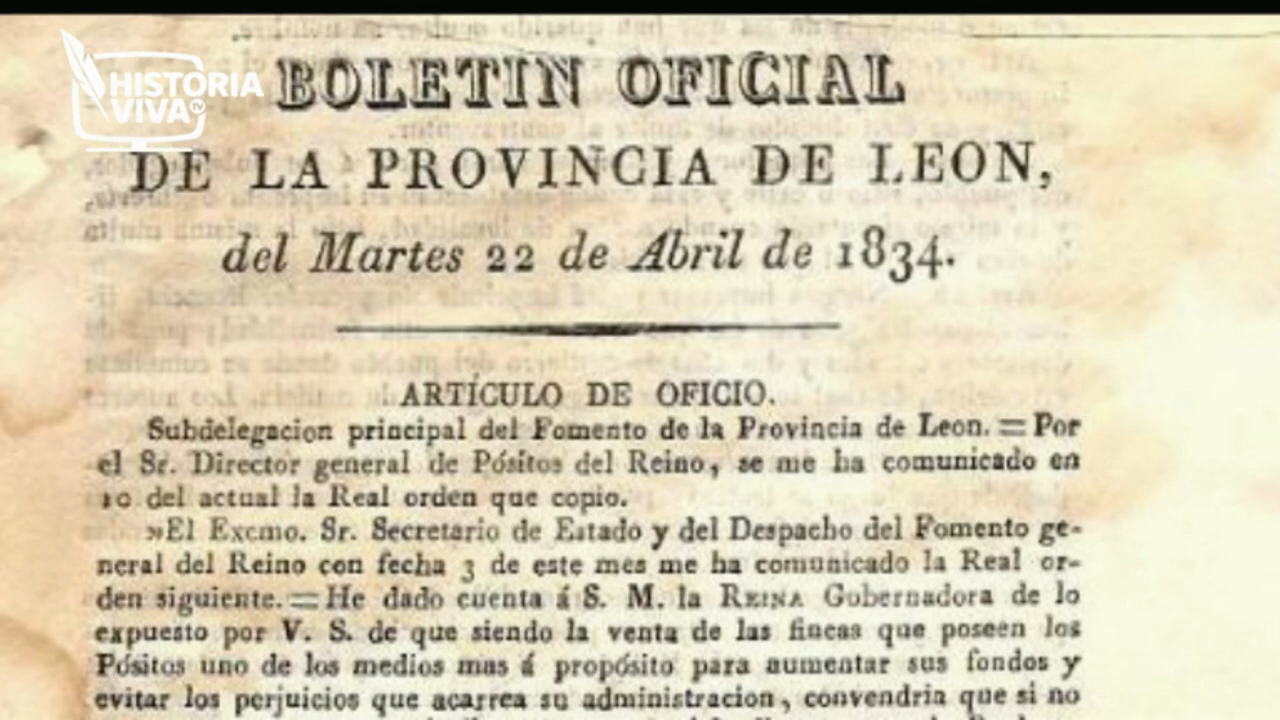 HISTORIA
VIVA TV
BOLETIN OFICIAL
DE LA PROVINCIA DE LEON,
del Martes 22 de Abril de 1834.
ARTÍCULO DE OFICIO.
Subdelegacion principal del Fomento de la Provincia de Leon. = Por
el Sr. Director general de Pósitos del Reino, se me ha comunicado en
10 del actual la Real orden que copio.
»El Excmo. Sr. Secretario de Estado y del Despacho del Fomento ge-
neral del Reino con fecha 3 de este mes me ha comunicado la Real or-
den siguiente. = He dado cuenta á S. M. la REINA Gobernadora de lo
expuesto por V. S. de que siendo la venta de las fincas que poseen los
Pósitos uno de los medios mas á propósito para aumentar sus fondos y
evitar los perjuicios que acarrea su administracion, convendria que si no